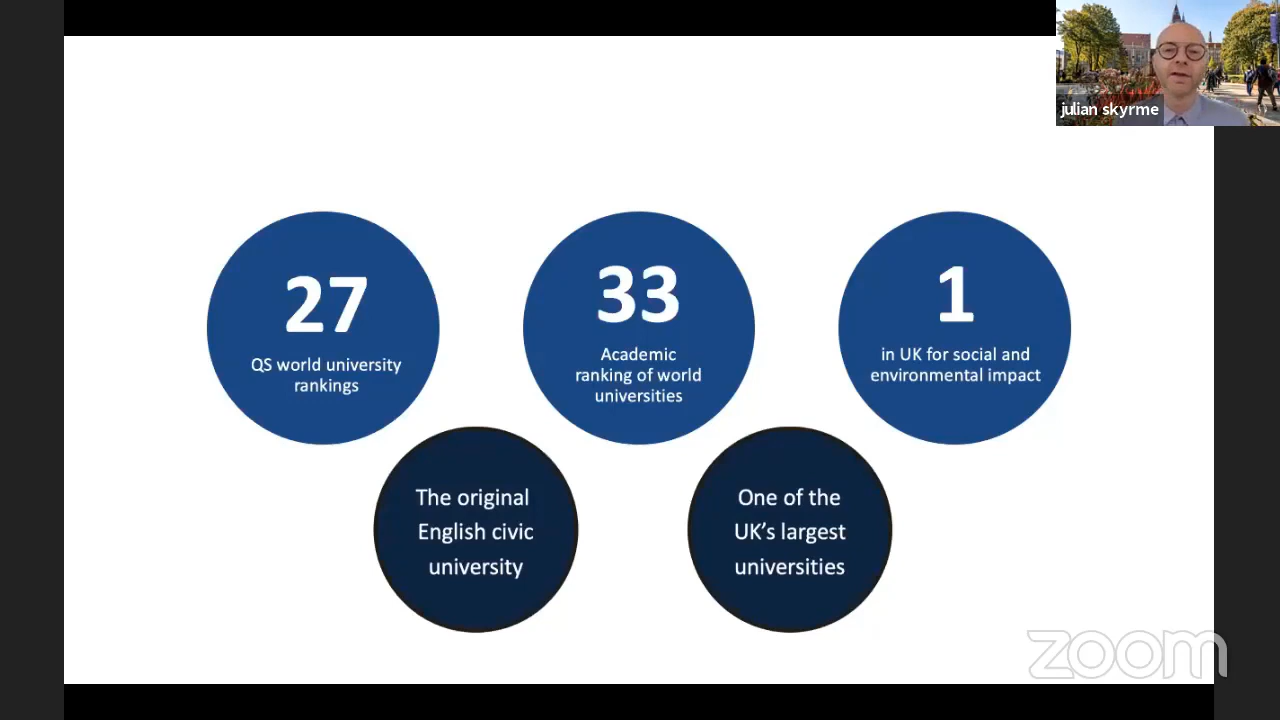 julian skyrme
27
QS world university
rankings
33
Academic
ranking of world
universities
1
in UK for social and
environmental impact
The original
English civic
university
One of the
UK’s largest
universities
zoom